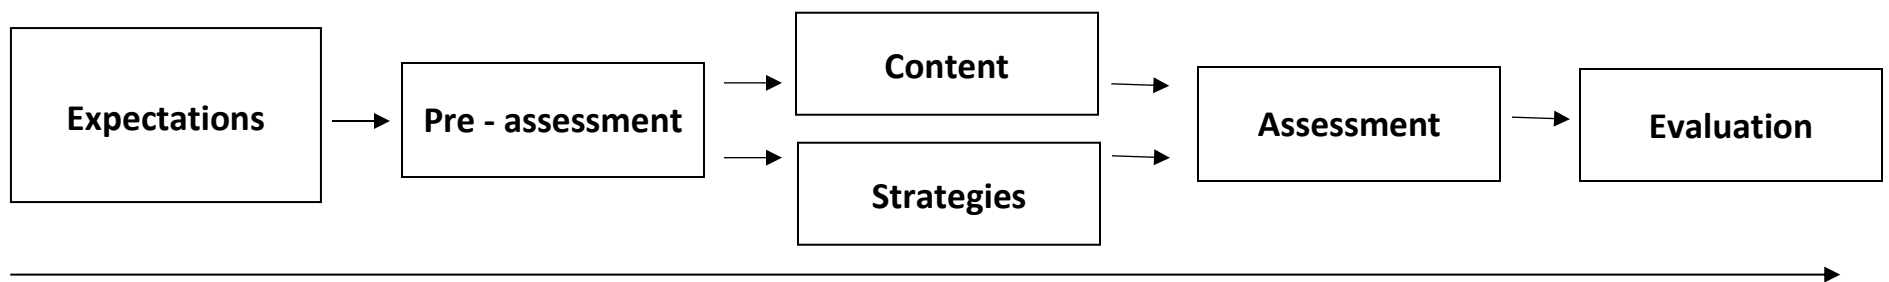 Expectations
Pre - assessment
Content
Strategies
Assessment
Evaluation